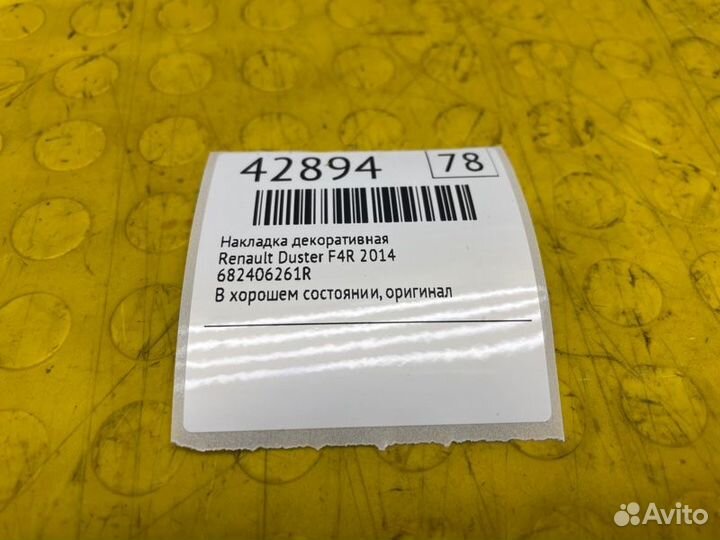 42894 78
Накладка декоративная
Renault Duster F4R 2014
682406261R
В хорошем состоянии, оригинал
Avito